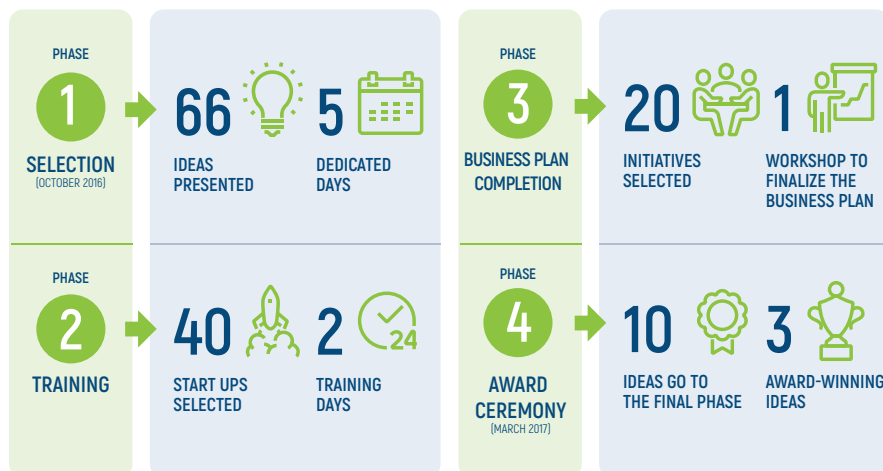 PHASE
1
SELECTION
(OCTOBER 2016)
66
IDEAS
PRESENTED
5
DEDICATED
DAYS
PHASE
2
TRAINING
40
START UPS
SELECTED
2
24
TRAINING
DAYS
PHASE
3
BUSINESS PLAN
COMPLETION
20
INITIATIVES
SELECTED
1
WORKSHOP TO
FINALIZE THE
BUSINESS PLAN
PHASE
4
AWARD
CEREMONY
(MARCH 2017)
10
IDEAS GO TO
THE FINAL PHASE
3
AWARD-WINNING
IDEAS